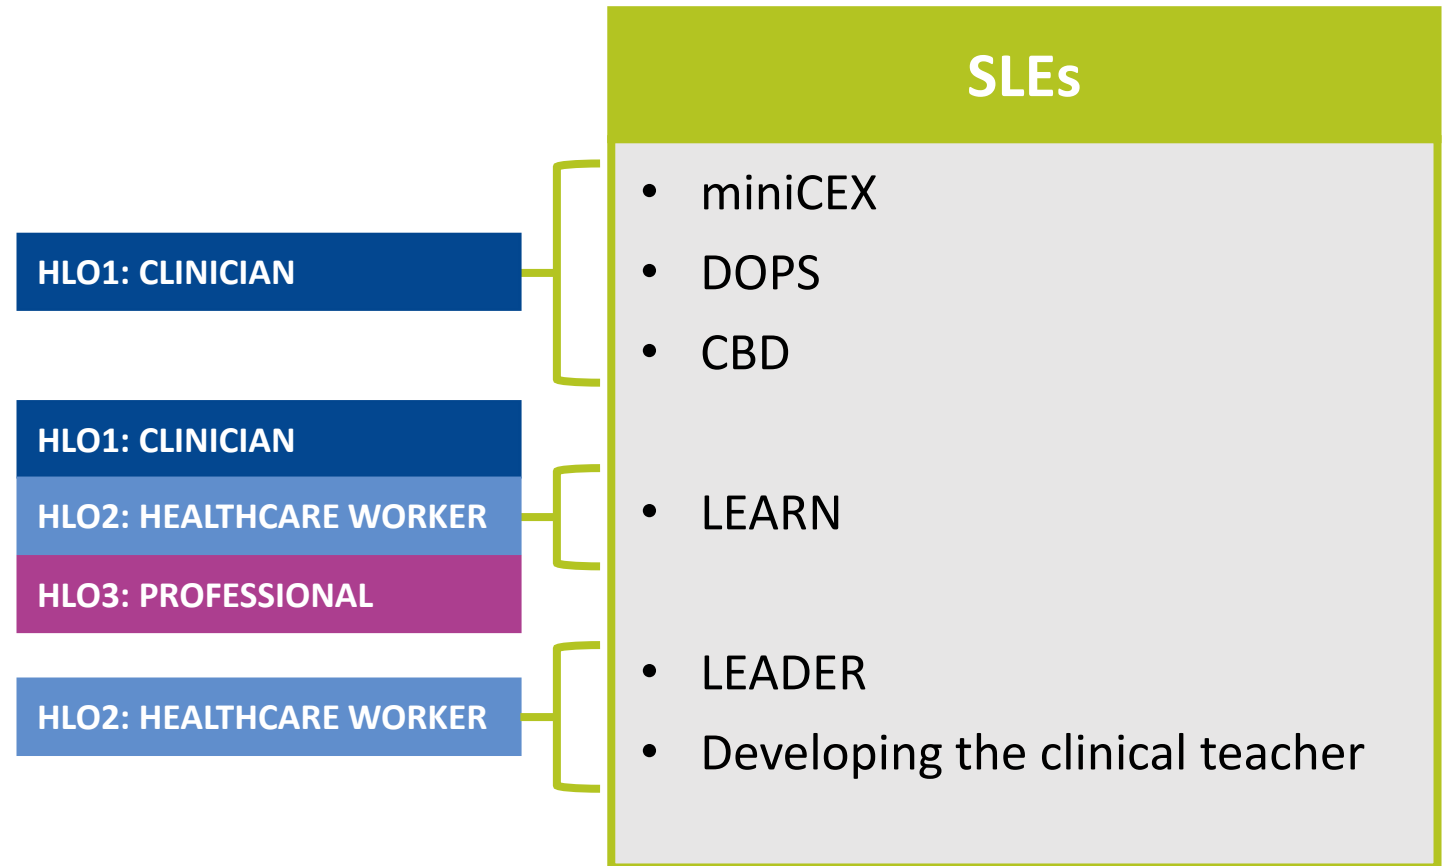 SLEs
HLO1: CLINICIAN
• miniCEX
• DOPS
• CBD
HLO1: CLINICIAN
HLO2: HEALTHCARE WORKER
HLO3: PROFESSIONAL
• LEARN
HLO2: HEALTHCARE WORKER
• LEADER
• Developing the clinical teacher